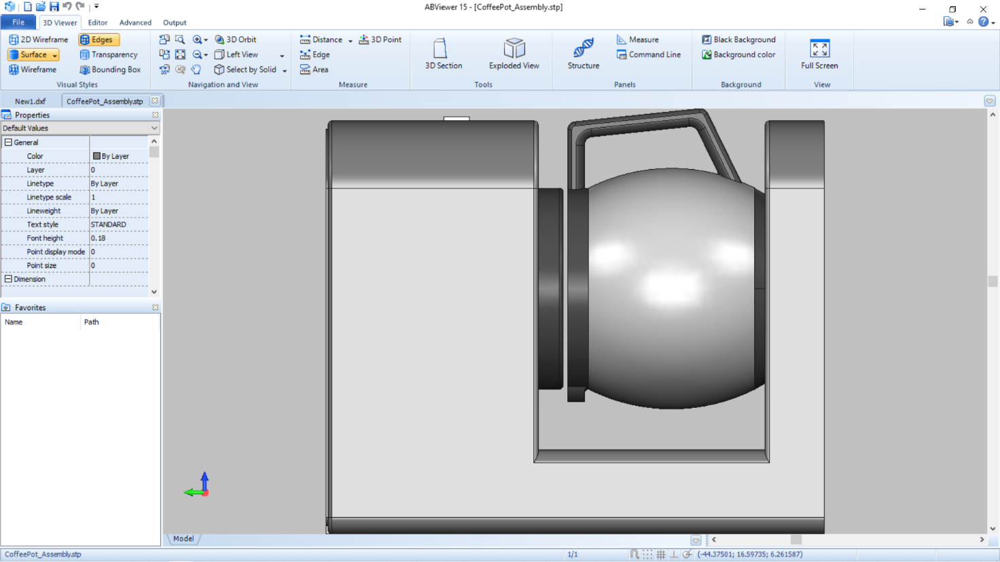 ABViewer 15 - [CoffeePot_Assembly.stp]
File 3D Viewer Editor Advanced Output
2D Wireframe Edges
Surface Transparency
Wireframe Bounding Box
Visual Styles
3D Orbit
Left View
Select by Solid
Navigation and View
Distance 3D Point
Edge
Area
Measure
3D Section Exploded View
Tools
Structure
Measure
Command Line
Panels
Black Background
Background color
Background
Full Screen
View
New1.dxf CoffeePot_Assembly.stp
Properties
Default Values
General
Color By Layer
Layer 0
Linetype By Layer
Linetype scale 1
Lineweight By Layer
Text style STANDARD
Font height 0.18
Point display mode 0
Point size 0
Dimension
Favorites
Name Path
Model
CoffeePot_Assembly.stp 1/1 (-44.37501; 16.59735; 6.261587)